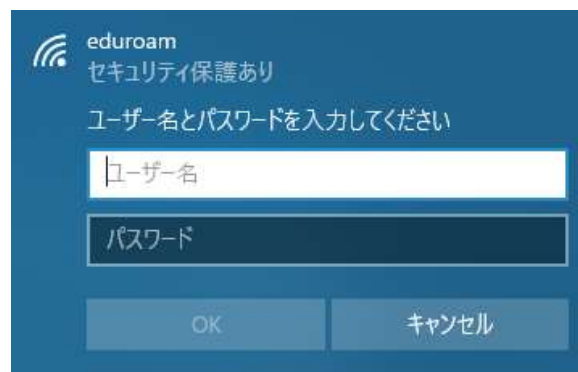 eduroam
セキュリティ保護あり
ユーザー名とパスワードを入力してください
ユーザー名
パスワード
OK
キャンセル